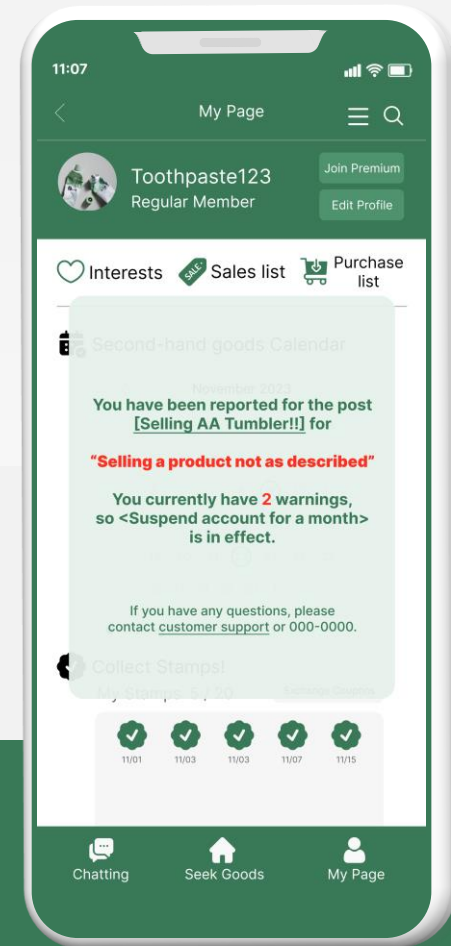 11:07
My Page
Toothpaste123
Regular Member
Join Premium
Edit Profile
Interests
SALE
Sales list
Purchase
list
Second-hand goods Calendar
November 2023
You have been reported for the post
[Selling AA Tumbler!!] for
“Selling a product not as described”
You currently have 2 warnings,
so <Suspend account for a month>
is in effect.
If you have any questions, please
contact customer support or 000-0000.
Collect Stamps!
My Stamps 5 / 20
11/01
11/03
11/03
11/07
11/15
Chatting
Seek Goods
My Page